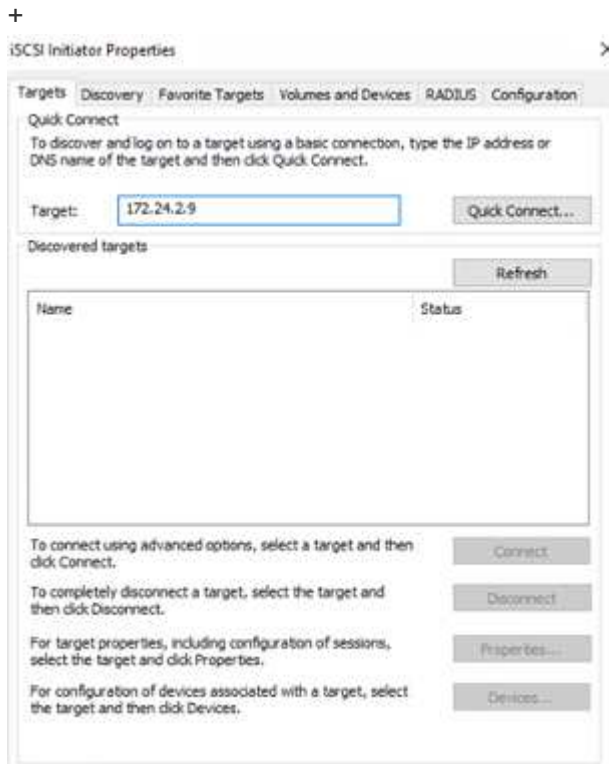 +
iSCSI Initiator Properties
Targets Discovery Favorite Targets Volumes and Devices RADIUS Configuration
Quick Connect
To discover and log on to a target using a basic connection, type the IP address or
DNS name of the target and then click Quick Connect.
Target: 172.24.2.9 Quick Connect...
Discovered targets
Refresh
Name Status
To connect using advanced options, select a target and then
click Connect.
Connect
To completely disconnect a target, select the target and
then click Disconnect.
Disconnect
For target properties, including configuration of sessions,
select the target and click Properties.
Properties...
For configuration of devices associated with a target, select
the target and then click Devices.
Devices...